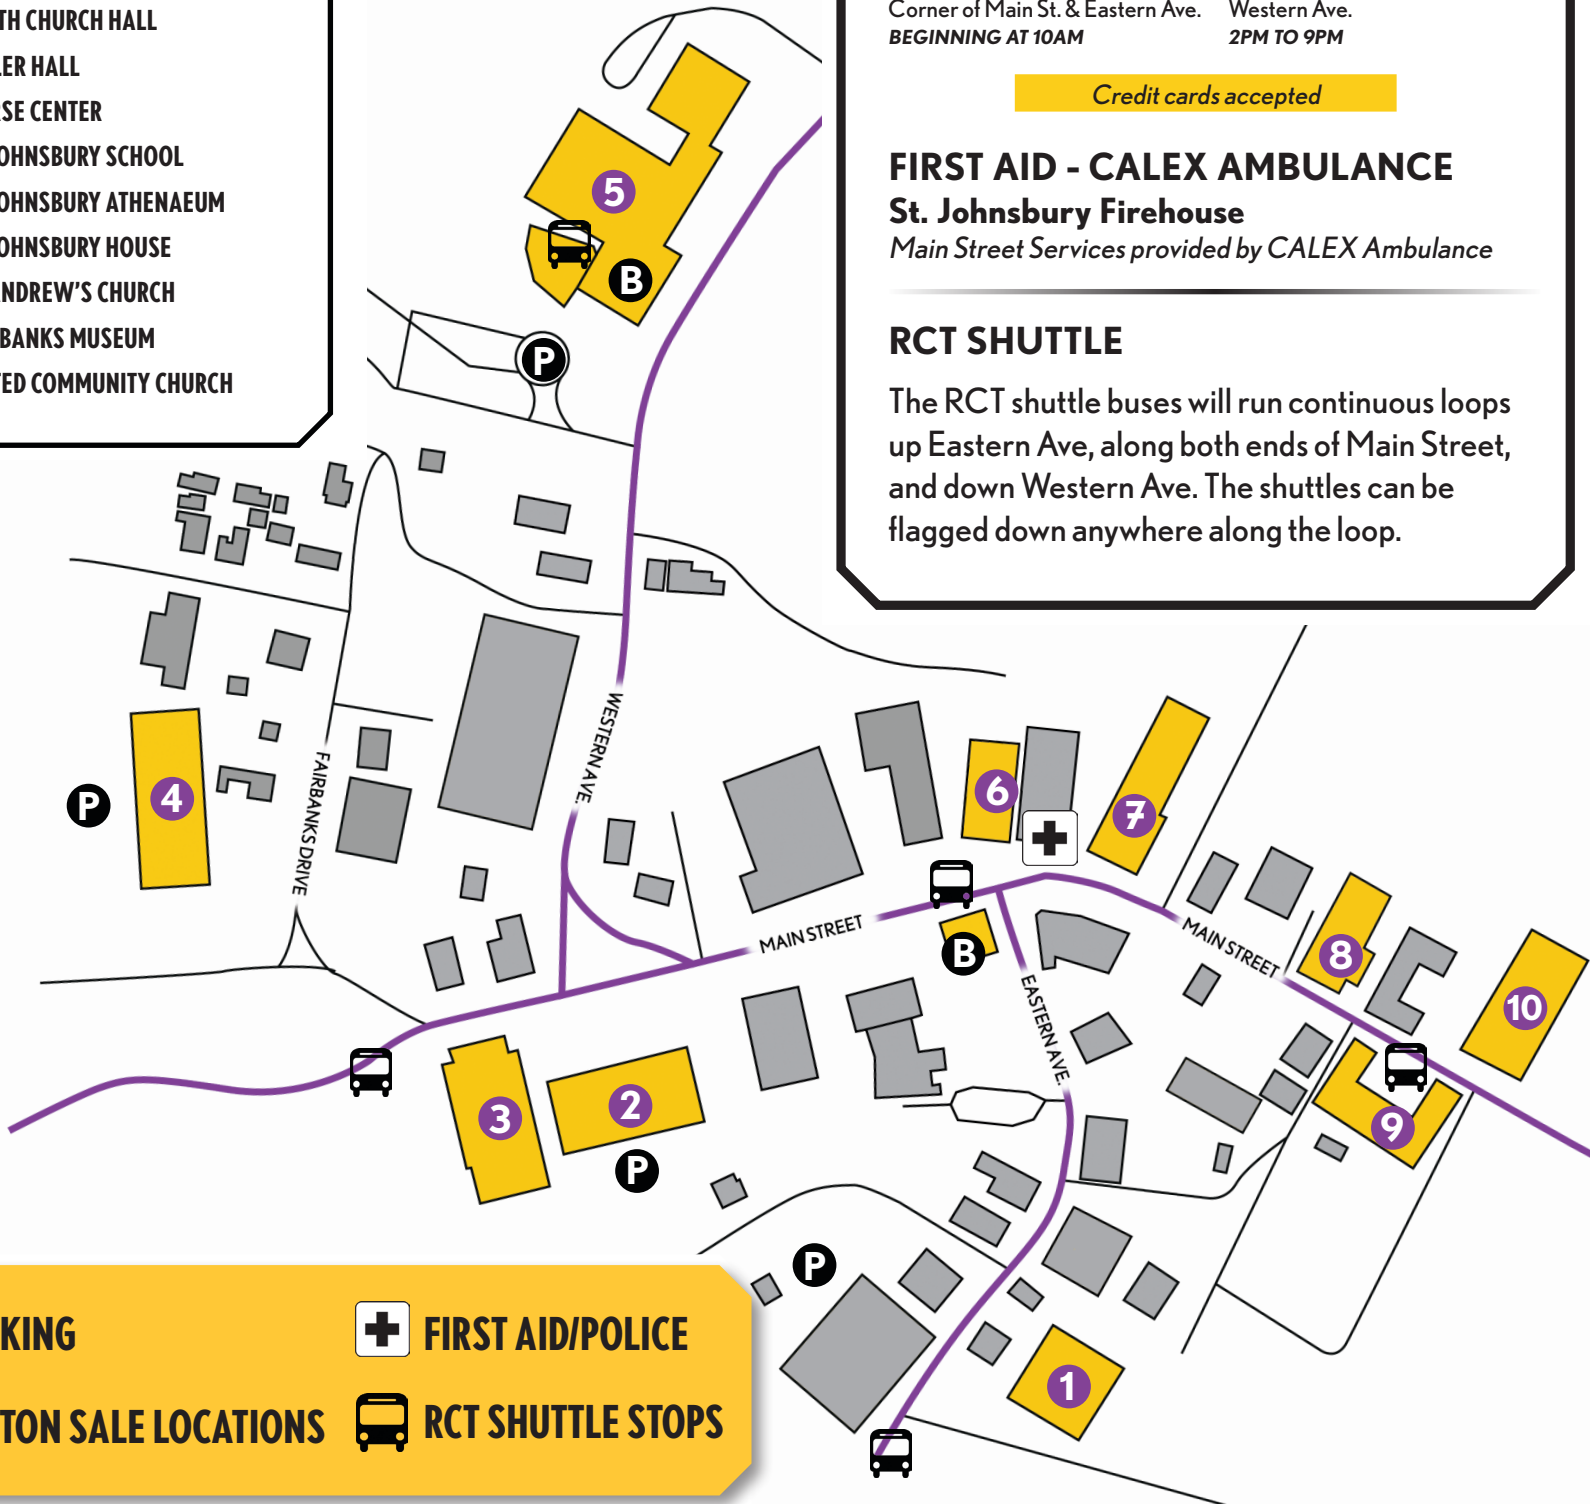 TH CHURCH HALL
LER HALL
RSE CENTER
OHNSBURY SCHOOL
OHNSBURY ATHENAEUM
OHNSBURY HOUSE
ANDREW'S CHURCH
BANKS MUSEUM
TED COMMUNITY CHURCH
Corner of Main St. & Eastern Ave.
BEGINNING AT 10AM
Western Ave.
2PM TO 9PM
Credit cards accepted
FIRST AID - CALEX AMBULANCE
St. Johnsbury Firehouse
Main Street Services provided by CALEX Ambulance
RCT SHUTTLE
The RCT shuttle buses will run continuous loops
up Eastern Ave, along both ends of Main Street,
and down Western Ave. The shuttles can be
flagged down anywhere along the loop.
5
B
P
WESTERN AVE.
FAIRBANKS DRIVE
P
4
6
7
MAIN STREET
B
MAIN STREET
8
10
EASTERN AVE.
3
2
P
9
P
1
KING
FIRST AID/POLICE
TON SALE LOCATIONS
RCT SHUTTLE STOPS